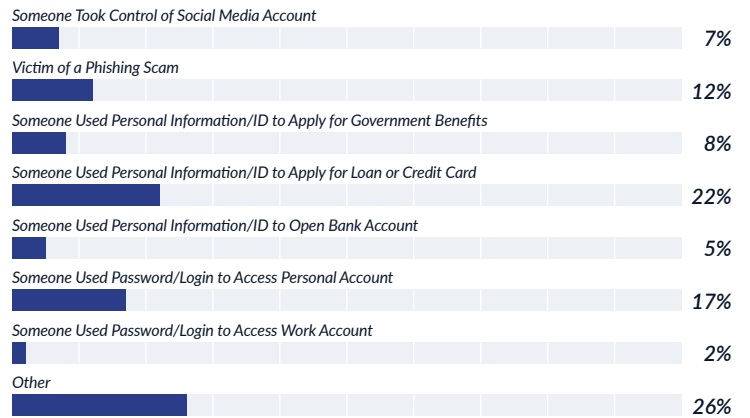 Someone Took Control of Social Media Account
7%
Victim of a Phishing Scam
12%
Someone Used Personal Information/ID to Apply for Government Benefits
8%
Someone Used Personal Information/ID to Apply for Loan or Credit Card
22%
Someone Used Personal Information/ID to Open Bank Account
5%
Someone Used Password/Login to Access Personal Account
17%
Someone Used Password/Login to Access Work Account
2%
Other
26%